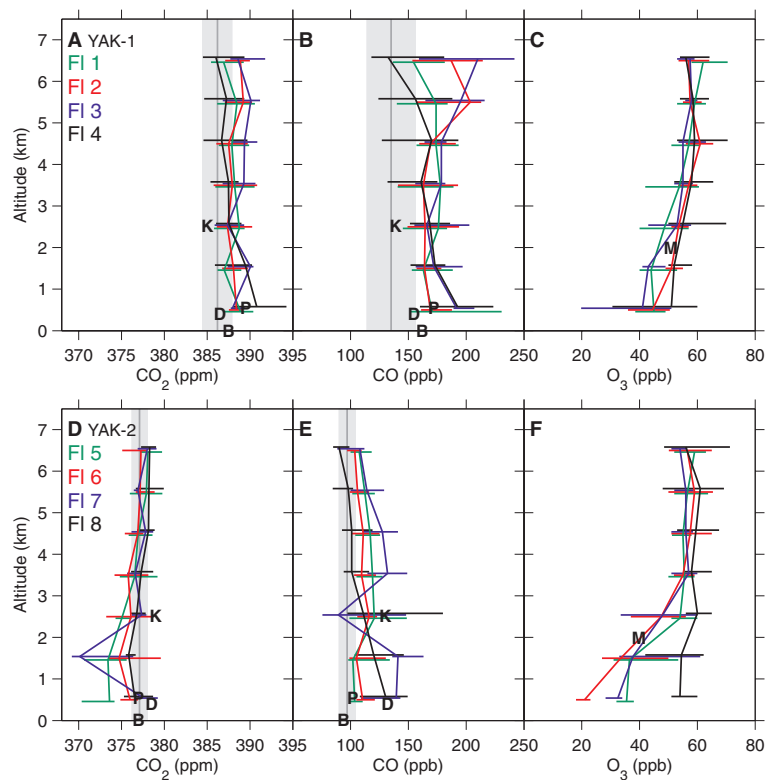 A YAK-1
Fl 1
Fl 2
Fl 3
Fl 4
B
C
Altitude (km)
7
6
5
4
3
2
1
0
K
D
P
B
K
D
P
B
M
370 375 380 385 390 395
100 150 200 250
20 40 60 80
CO2 (ppm)
CO (ppb)
O3 (ppb)
D YAK-2
Fl 5
Fl 6
Fl 7
Fl 8
E
F
Altitude (km)
7
6
5
4
3
2
1
0
K
P
D
B
K
P
D
B
M
370 375 380 385 390 395
100 150 200 250
20 40 60 80
CO2 (ppm)
CO (ppb)
O3 (ppb)